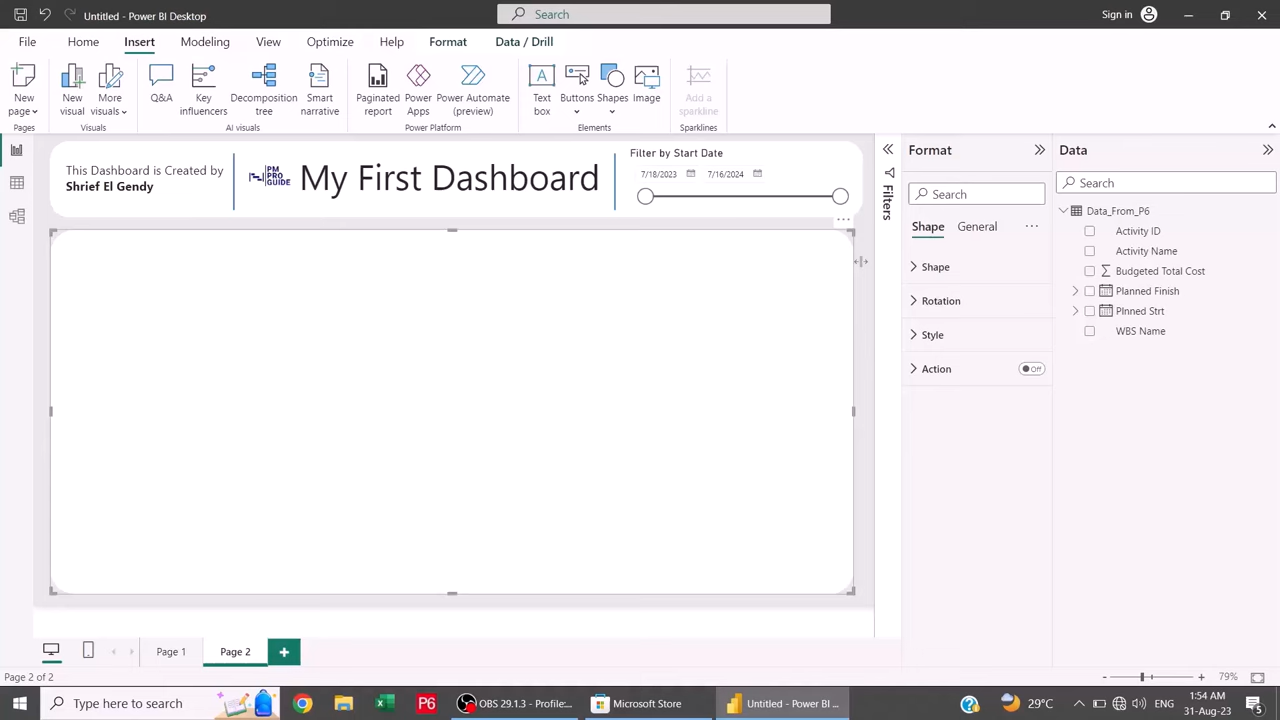 Untitled - Power BI Desktop
Search
Sign in
File
Home
Insert
Modeling
View
Optimize
Help
Format
Data / Drill
New page
New visual
More visuals
Q&A
Key influencers
Decomposition tree
Smart narrative
Paginated report
Power Apps
Power Automate (preview)
Text box
Buttons
Shapes
Image
Add a sparkline
Pages
Visuals
AI visuals
Power Platform
Elements
Sparklines
This Dashboard is Created by
Shrief El Gendy
PM
PRO
GUIDE
My First Dashboard
Filter by Start Date
7/18/2023
7/16/2024
Filters
Format
Search
Shape
General
Shape
Rotation
Style
Action
Off
Data
Search
Data_From_P6
Activity ID
Activity Name
Budgeted Total Cost
Planned Finish
Plnned Strt
WBS Name
Page 1
Page 2
Page 2 of 2
79%
Type here to search
P6
OBS 29.1.3 - Profile:...
Microsoft Store
Untitled - Power BI ...
29°C
ENG
1:54 AM
31-Aug-23
5